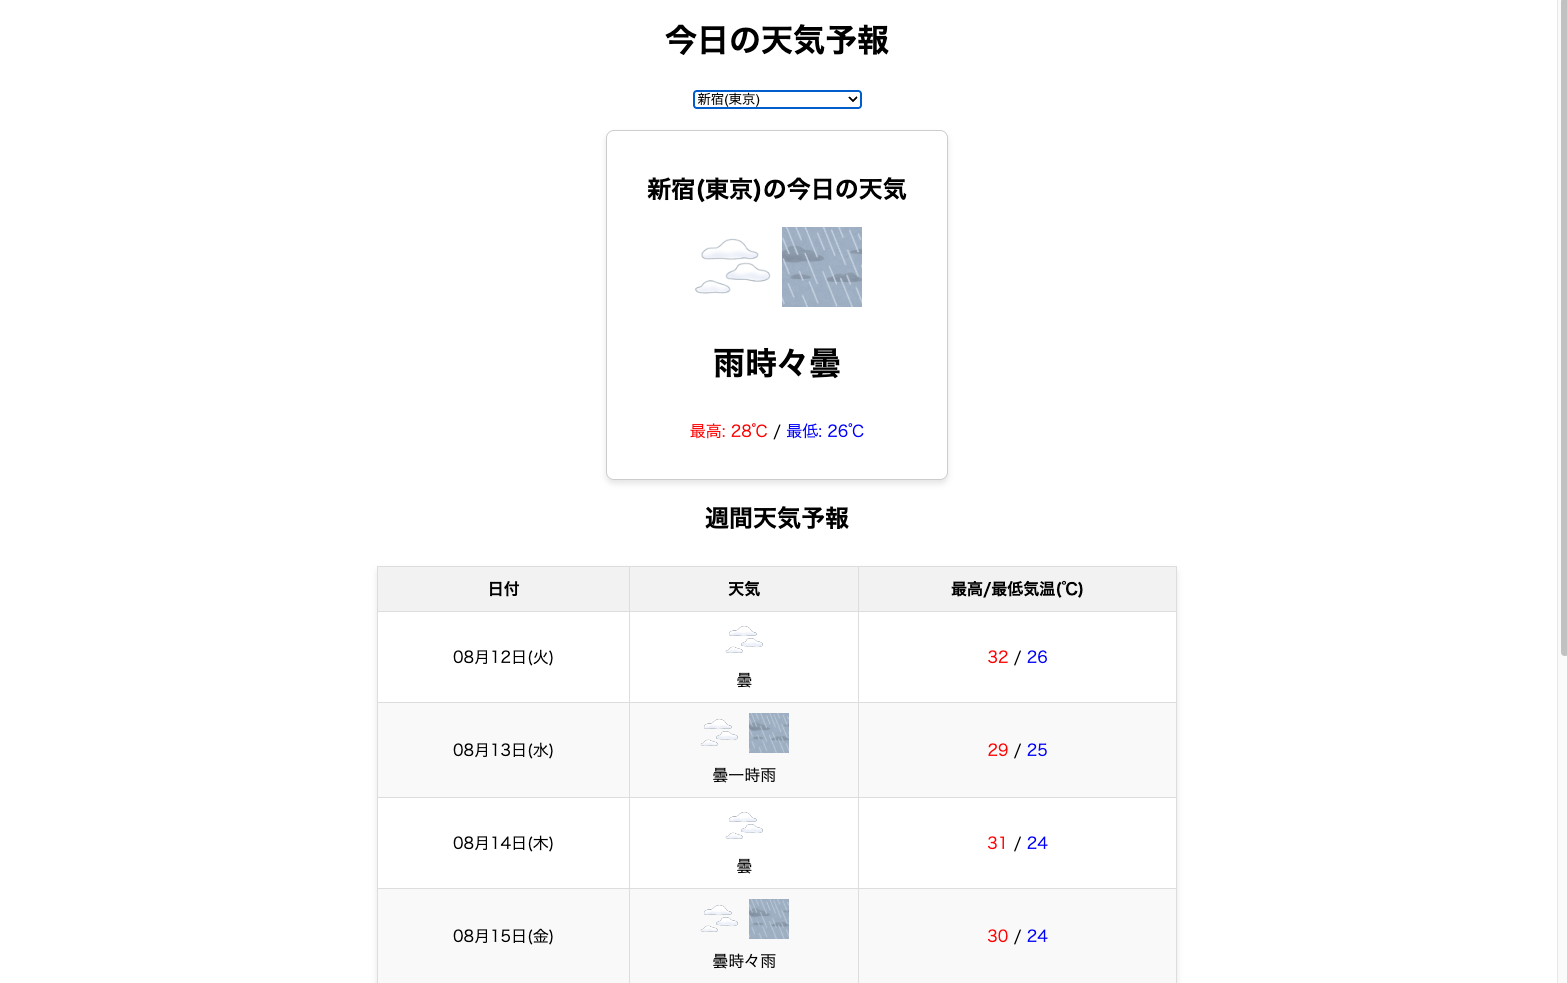 今日の天気予報
新宿(東京)
新宿(東京)の今日の天気
雨時々曇
最高: 28℃ / 最低: 26℃
週間天気予報
日付 天気 最高/最低気温(℃)
08月12日(火) 曇 32 / 26
08月13日(水) 曇一時雨 29 / 25
08月14日(木) 曇 31 / 24
08月15日(金) 曇時々雨 30 / 24